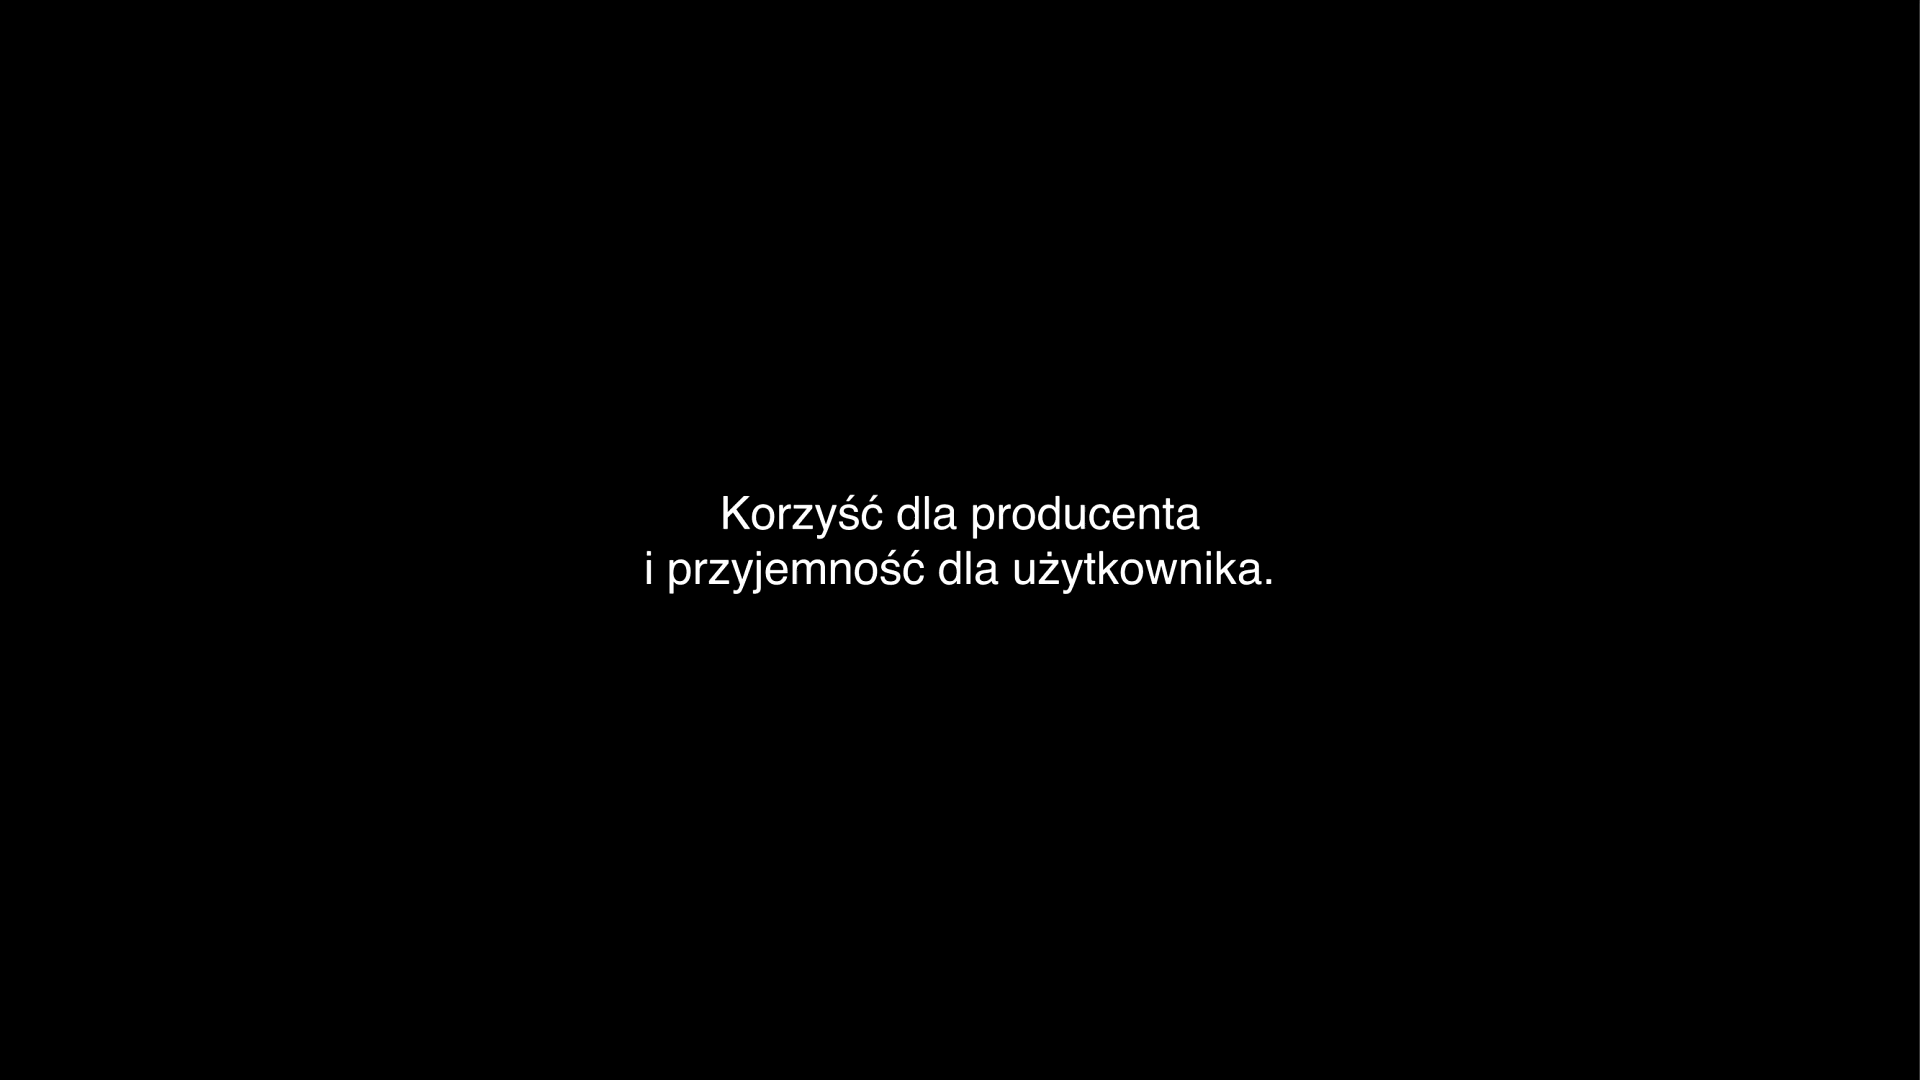 Korzyść dla producenta
i przyjemność dla użytkownika.